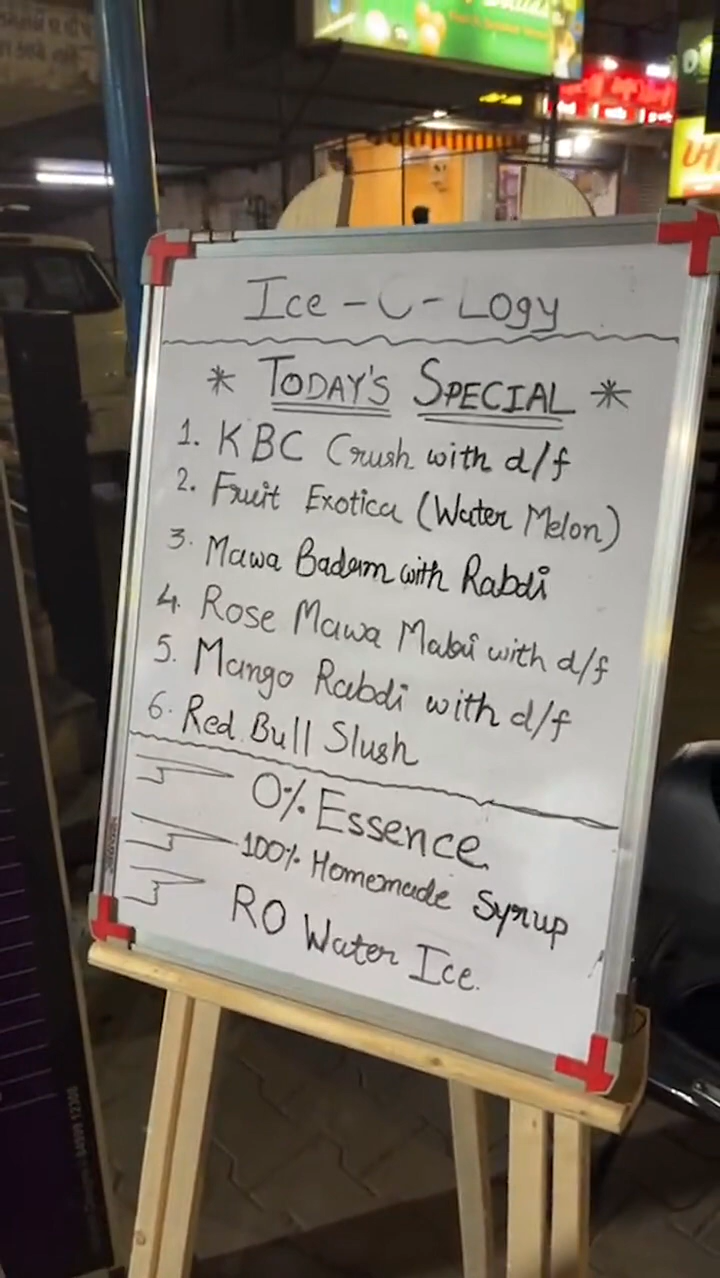 Ice - O - Logy
* TODAY'S SPECIAL *
1. KBC Crush with d/f
2. Fruit Exotica (Water Melon)
3. Mawa Badam with Rabdi
4. Rose Mawa Malai with d/f
5. Mango Rabdi with d/f
6. Red Bull Slush
0% Essence
100% Homemade Syrup
RO Water Ice.